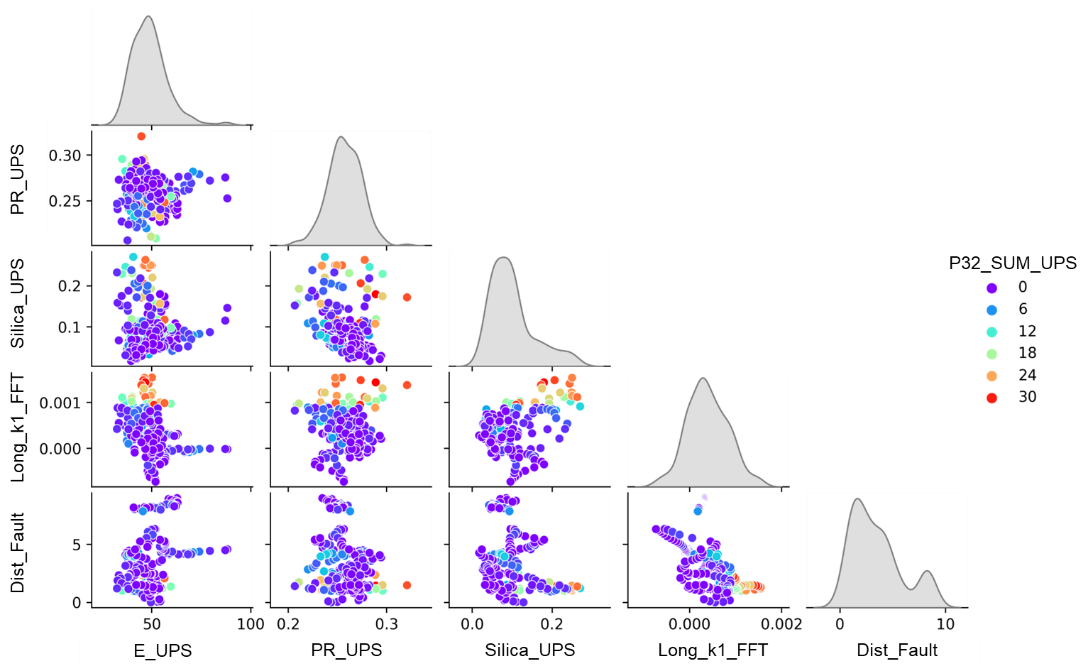 PR_UPS
0.30
0.25
Silica_UPS
0.2
0.1
P32_SUM_UPS
0
6
12
18
24
30
Long_k1_FFT
0.001
0.000
Dist_Fault
5
0
50 100 0.2 0.3 0.0 0.2 0.000 0.002 0 10
E_UPS PR_UPS Silica_UPS Long_k1_FFT Dist_Fault